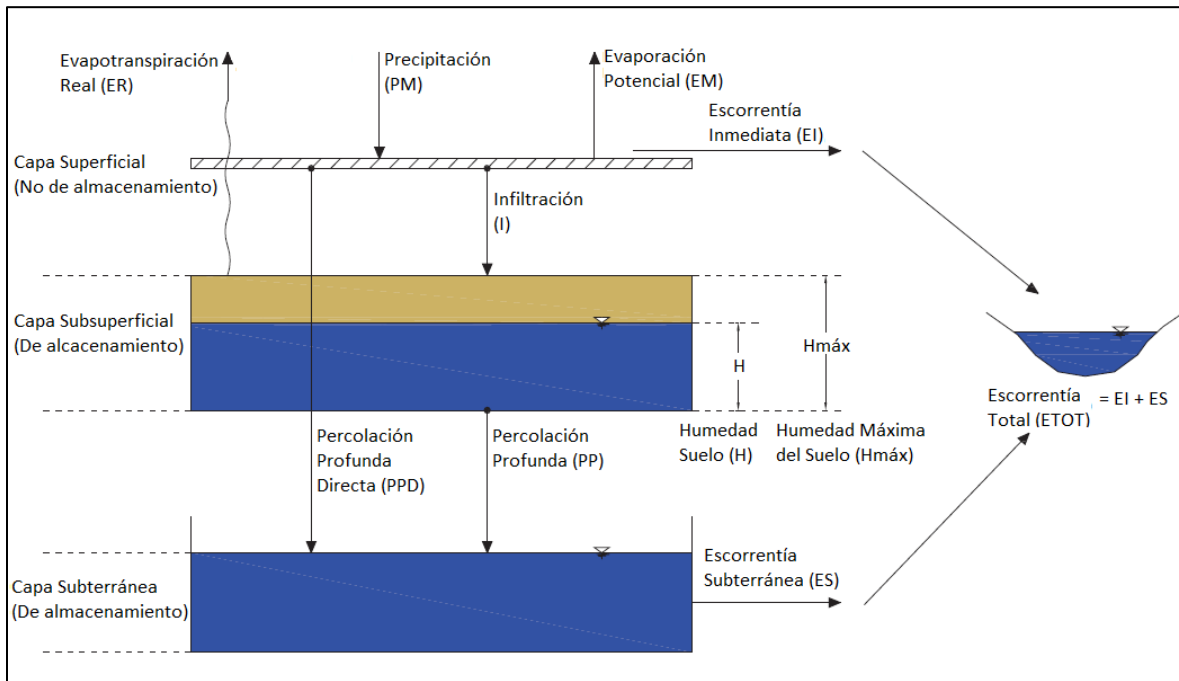 Evapotranspiración
Real (ER)
Precipitación
(PM)
Evaporación
Potencial (EM)
Escorrentía
Inmediata (EI)
Capa Superficial
(No de almacenamiento)
Infiltración
(I)
Capa Subsuperficial
(De alcacenamiento)
H
Hmáx
Escorrentía
Total (ETOT) = EI + ES
Percolación
Profunda
Directa (PPD)
Percolación
Profunda (PP)
Humedad
Suelo (H)
Humedad Máxima
del Suelo (Hmáx)
Capa Subterránea
(De almacenamiento)
Escorrentía
Subterránea (ES)